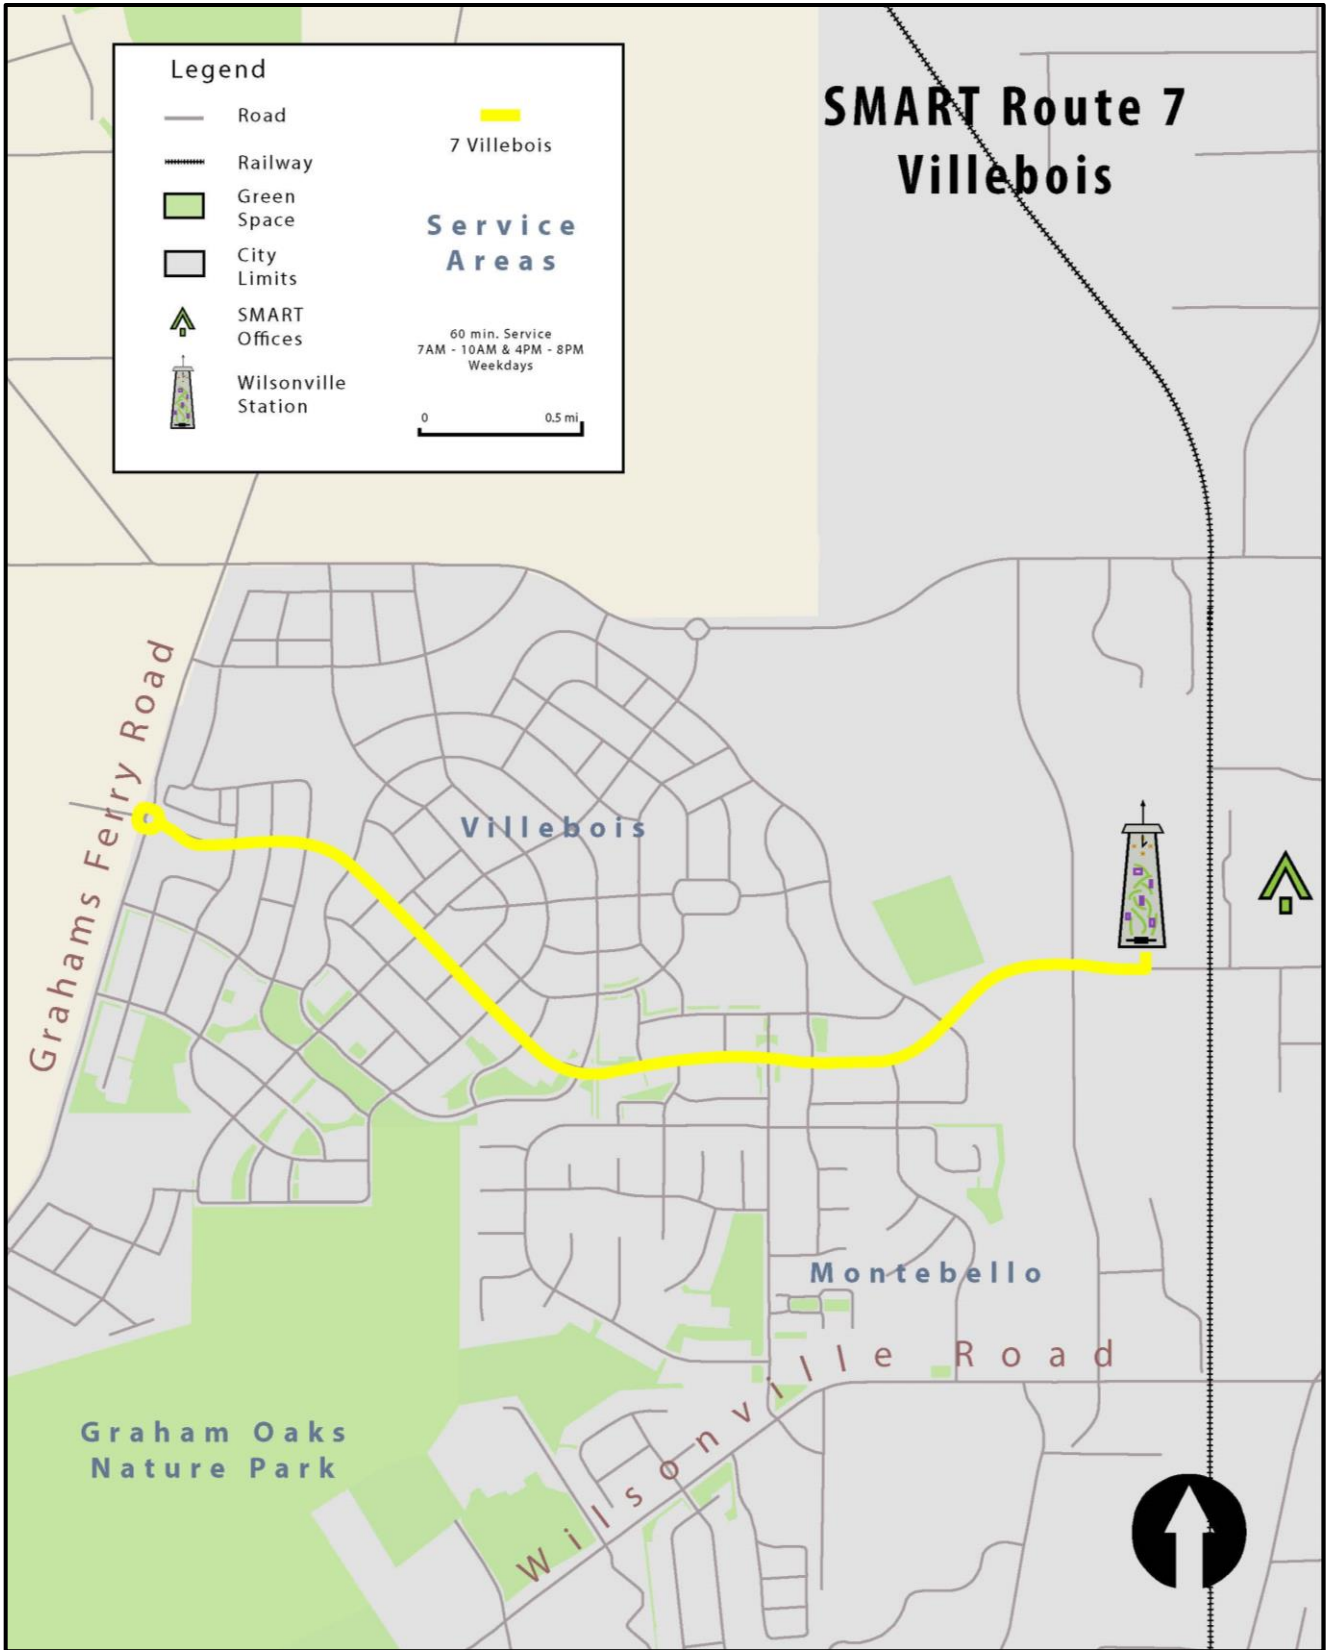 Legend
Road
Railway
Green
Space
City
Limits
SMART
Offices
Wilsonville
Station
7 Villebois
Service
Areas
60 min. Service
7AM - 10AM & 4PM - 8PM
Weekdays
0 0.5 mi
SMART Route 7
Villebois
Grahams Ferry Road
Villebois
Montebello
Wilsonville Road
Graham Oaks
Nature Park